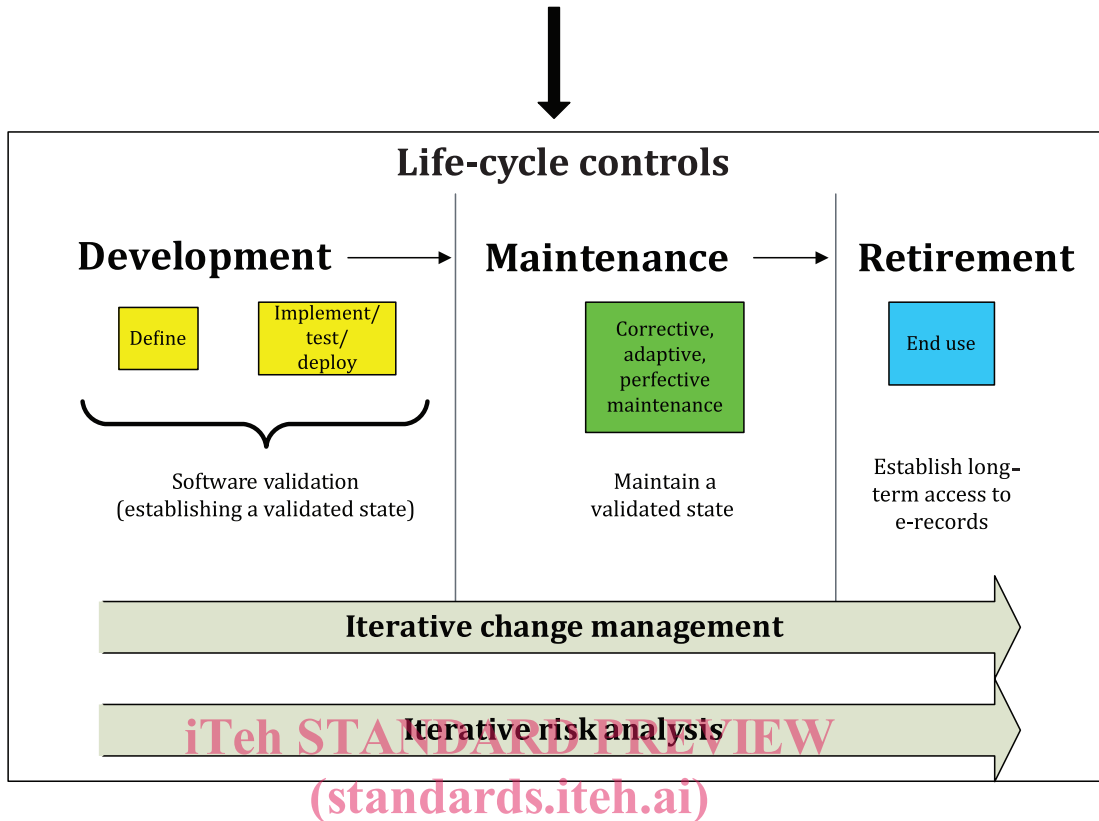 Life-cycle controls
Development
Maintenance
Retirement
Define
Implement/
test/
deploy
Corrective,
adaptive,
perfective
maintenance
End use
Software validation
(establishing a validated state)
Maintain a
validated state
Establish long-
term access to
e-records
Iterative change management
Iterative risk analysis
iTeh STANDARD PREVIEW
(standards.iteh.ai)